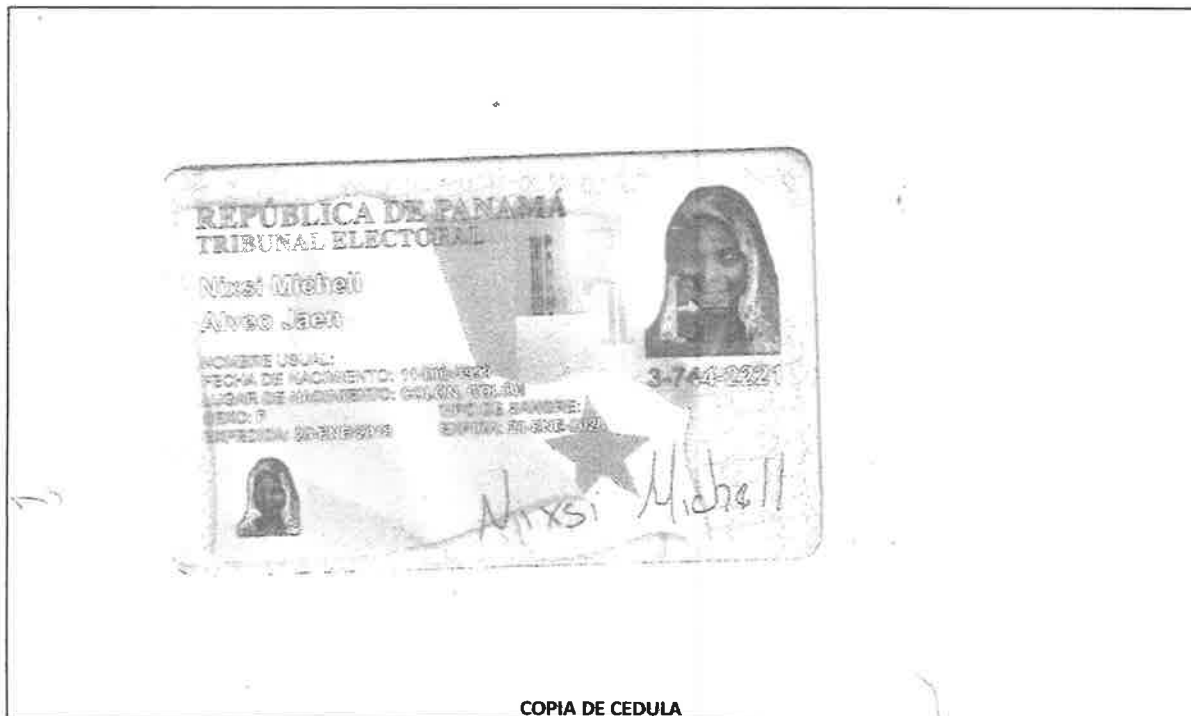 REPÚBLICA DE PANAMÁ
TRIBUNAL ELECTORAL
Nixsi Michell
Alveo Jaen
NOMBRE USUAL:
FECHA DE NACIMIENTO:
LUGAR DE NACIMIENTO: COLÓN, COLÓN
SEXO: F TIPO DE SANGRE:
EXPEDIDA: EXPIRA:
3-744-2221
Nixsi Michell
COPIA DE CEDULA